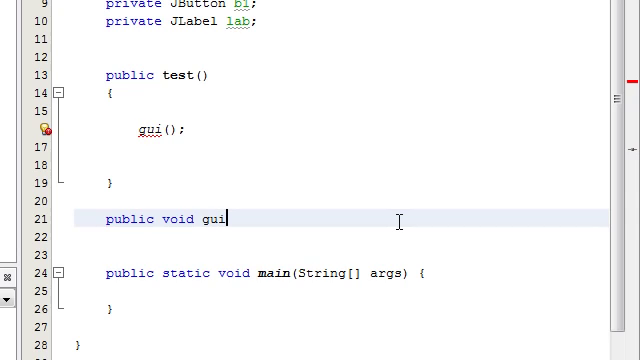 9 private JButton b1;
10 private JLabel lab;
11
12
13 public test()
14 {
15
gui();
17
18
19 }
20
21 public void gui
22
23
24 public static void main(String[] args) {
25
26 }
27
28 }